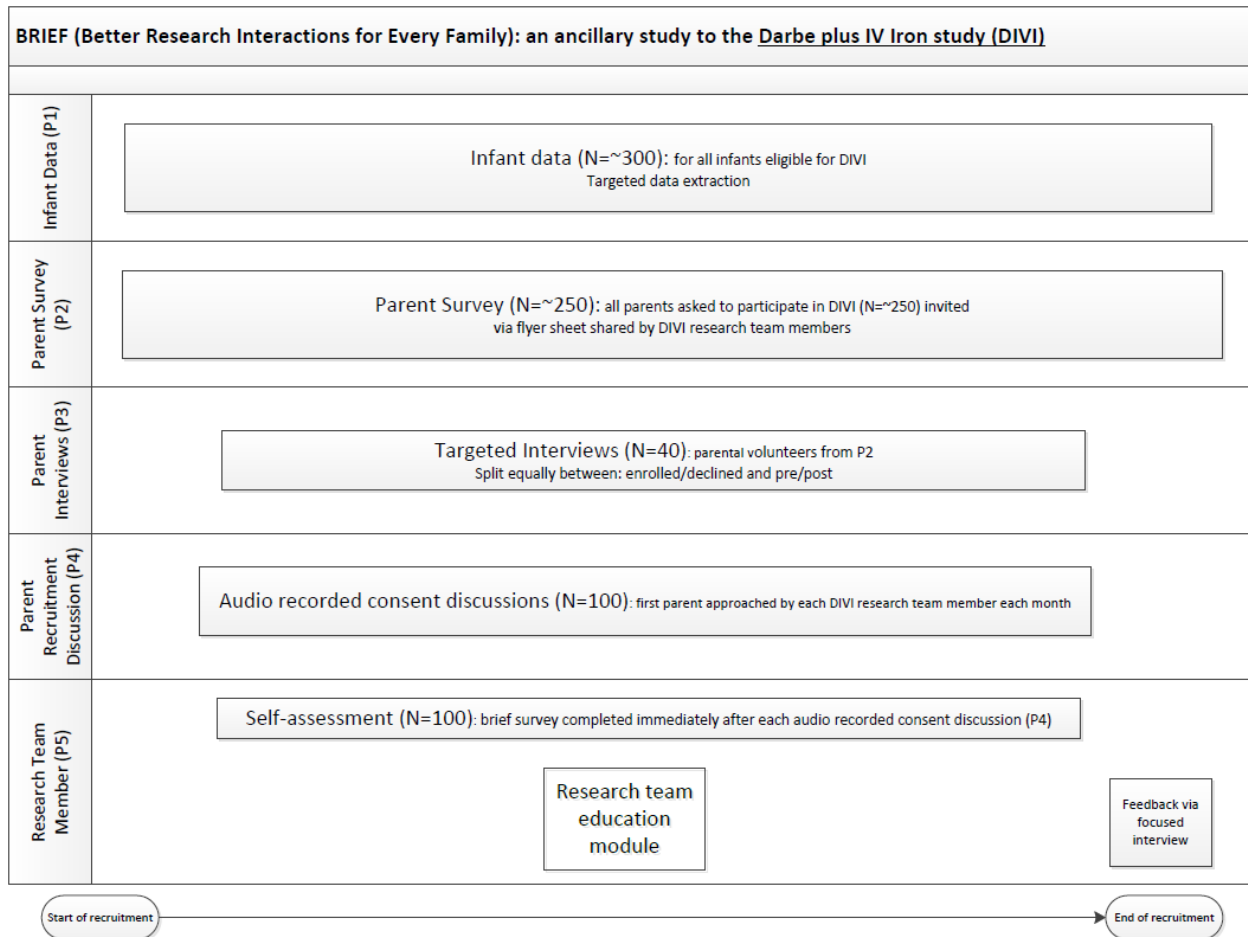 BRIEF (Better Research Interactions for Every Family): an ancillary study to the Darbe plus IV Iron study (DIVI)
Infant Data (P1)
Infant data (N=~300): for all infants eligible for DIVI
Targeted data extraction
Parent Survey
(P2)
Parent Survey (N=~250): all parents asked to participate in DIVI (N=~250) invited
via flyer sheet shared by DIVI research team members
Parent
Interviews (P3)
Targeted Interviews (N=40): parental volunteers from P2
Split equally between: enrolled/declined and pre/post
Parent
Recruitment
Discussion (P4)
Audio recorded consent discussions (N=100): first parent approached by each DIVI research team member each month
Research Team
Member (P5)
Self-assessment (N=100): brief survey completed immediately after each audio recorded consent discussion (P4)
Research team
education
module
Feedback via
focused
interview
Start of recruitment
End of recruitment